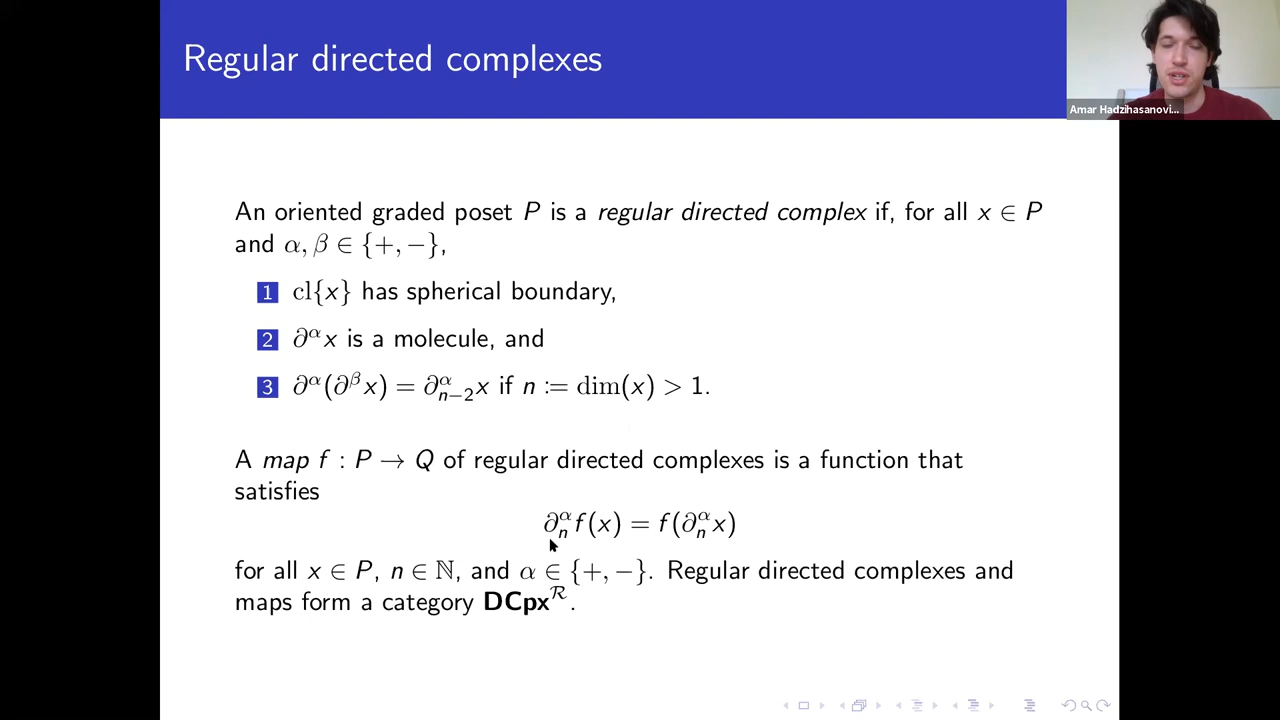 Regular directed complexes
Amar Hadzihasanovi...
An oriented graded poset P is a regular directed complex if, for all x ∈ P
and α, β ∈ {+, −},
1 cl{x} has spherical boundary,
2 ∂^α x is a molecule, and
3 ∂^α(∂^β x) = ∂^α_{n−2} x if n := dim(x) > 1.
A map f : P → Q of regular directed complexes is a function that
satisfies
∂^α_n f(x) = f(∂^α_n x)
for all x ∈ P, n ∈ ℕ, and α ∈ {+, −}. Regular directed complexes and
maps form a category DCpx^ℛ.